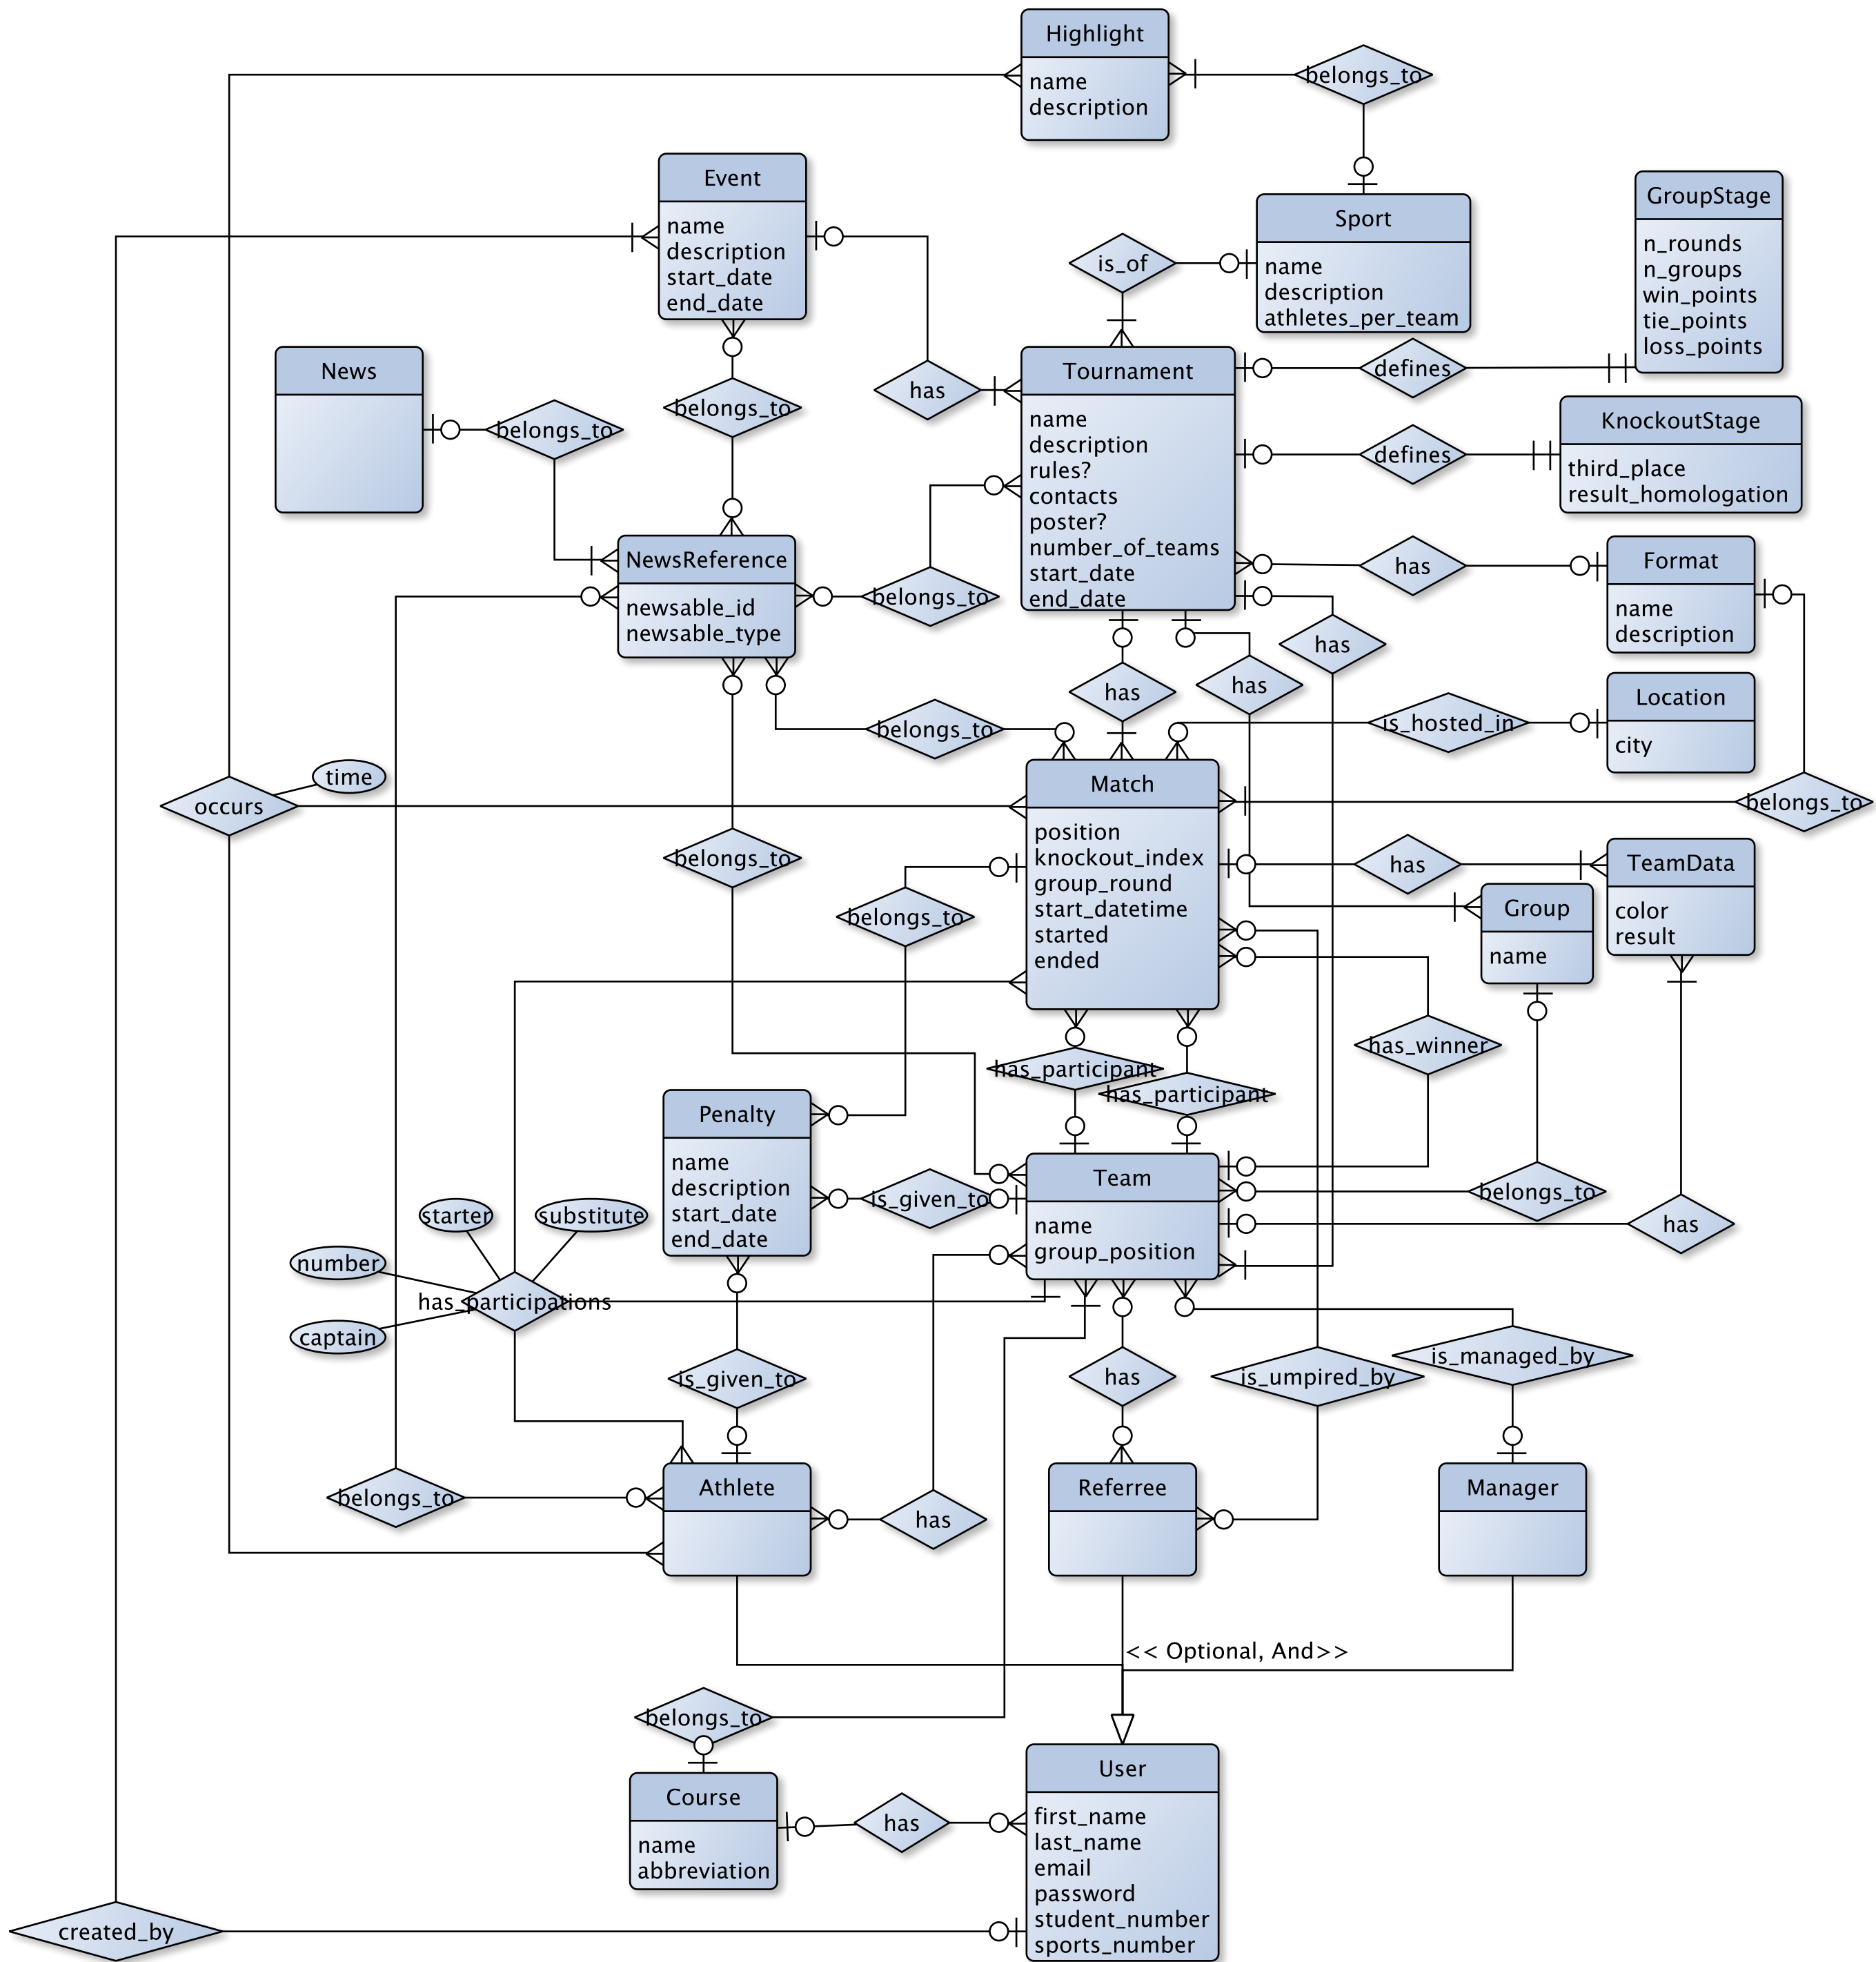 Highlight
name
description
belongs_to
Event
name
description
start_date
end_date
Sport
name
description
athletes_per_team
GroupStage
n_rounds
n_groups
win_points
tie_points
loss_points
is_of
News
belongs_to
belongs_to
has
Tournament
name
description
rules?
contacts
poster?
number_of_teams
start_date
end_date
defines
defines
KnockoutStage
third_place
result_homologation
NewsReference
newsable_id
newsable_type
belongs_to
has
Format
name
description
has
has
has
belongs_to
is_hosted_in
Location
city
time
occurs
belongs_to
Match
position
knockout_index
group_round
start_datetime
started
ended
belongs_to
belongs_to
has
TeamData
color
result
Group
name
has_participant
has_participant
has_winner
Penalty
name
description
start_date
end_date
is_given_to
Team
name
group_position
belongs_to
has
starter
substitute
number
has_participations
captain
is_given_to
has
is_umpired_by
is_managed_by
belongs_to
Athlete
has
Referree
Manager
<< Optional, And>>
belongs_to
Course
name
abbreviation
has
User
first_name
last_name
email
password
student_number
sports_number
created_by